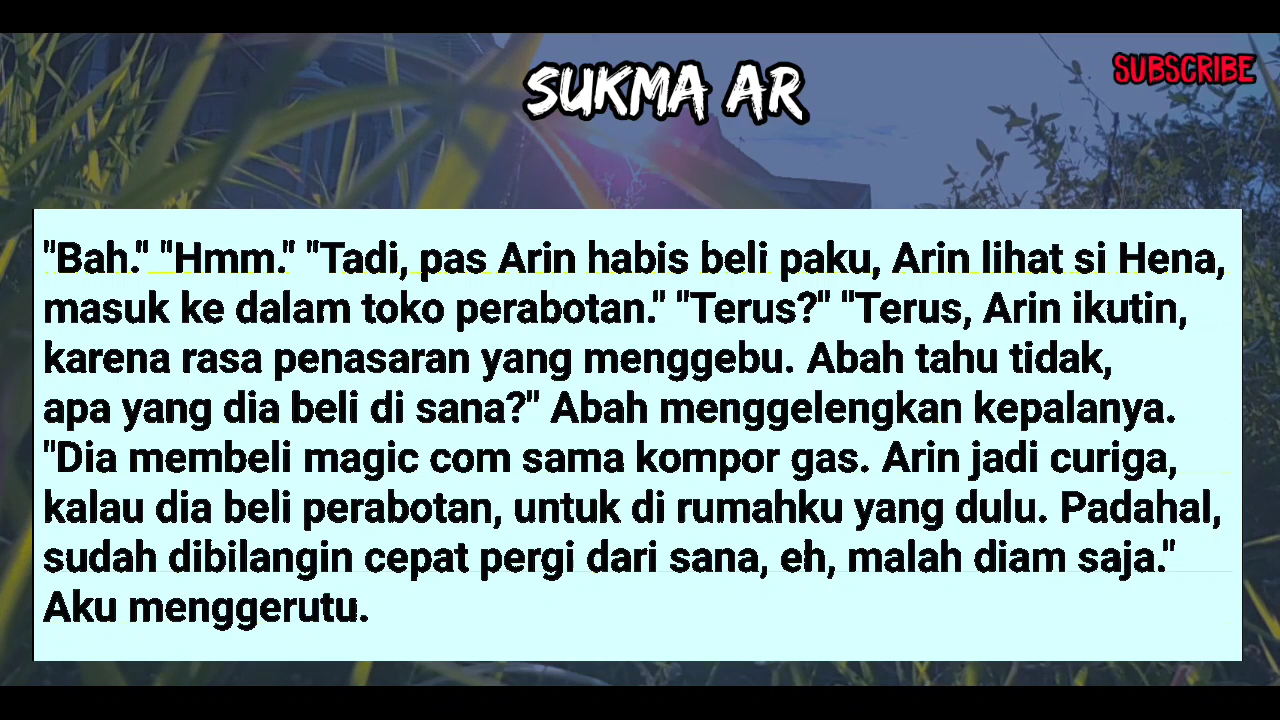 SUKMA AR
SUBSCRIBE
"Bah." "Hmm." "Tadi, pas Arin habis beli paku, Arin lihat si Hena,
masuk ke dalam toko perabotan." "Terus?" "Terus, Arin ikutin,
karena rasa penasaran yang menggebu. Abah tahu tidak,
apa yang dia beli di sana?" Abah menggelengkan kepalanya.
"Dia membeli magic com sama kompor gas. Arin jadi curiga,
kalau dia beli perabotan, untuk di rumahku yang dulu. Padahal,
sudah dibilangin cepat pergi dari sana, eh, malah diam saja."
Aku menggerutu.